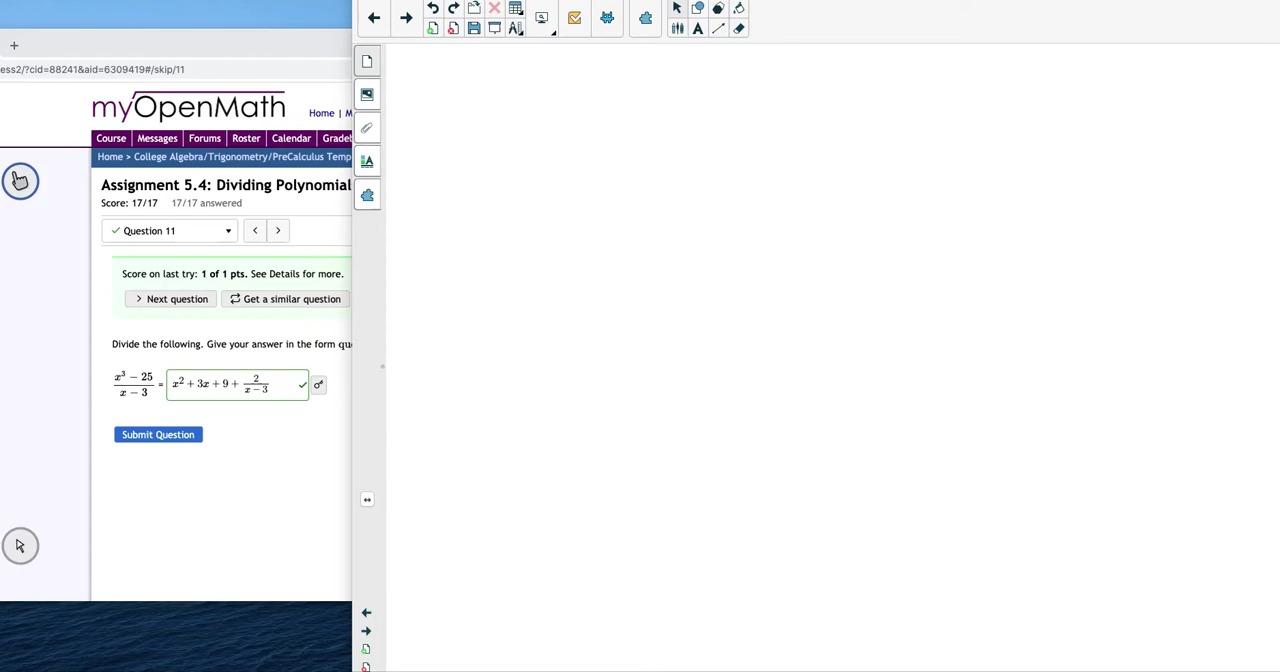 ess2/?cid=88241&aid=6309419#/skip/11
myOpenMath
Home | M
Course Messages Forums Roster Calendar Gradeb
Home > College Algebra/Trigonometry/PreCalculus Temp
Assignment 5.4: Dividing Polynomial
Score: 17/17 17/17 answered
✓ Question 11
< >
Score on last try: 1 of 1 pts. See Details for more.
> Next question Get a similar question
Divide the following. Give your answer in the form quo
(x³ − 25)/(x − 3) = x² + 3x + 9 + 2/(x − 3)
Submit Question